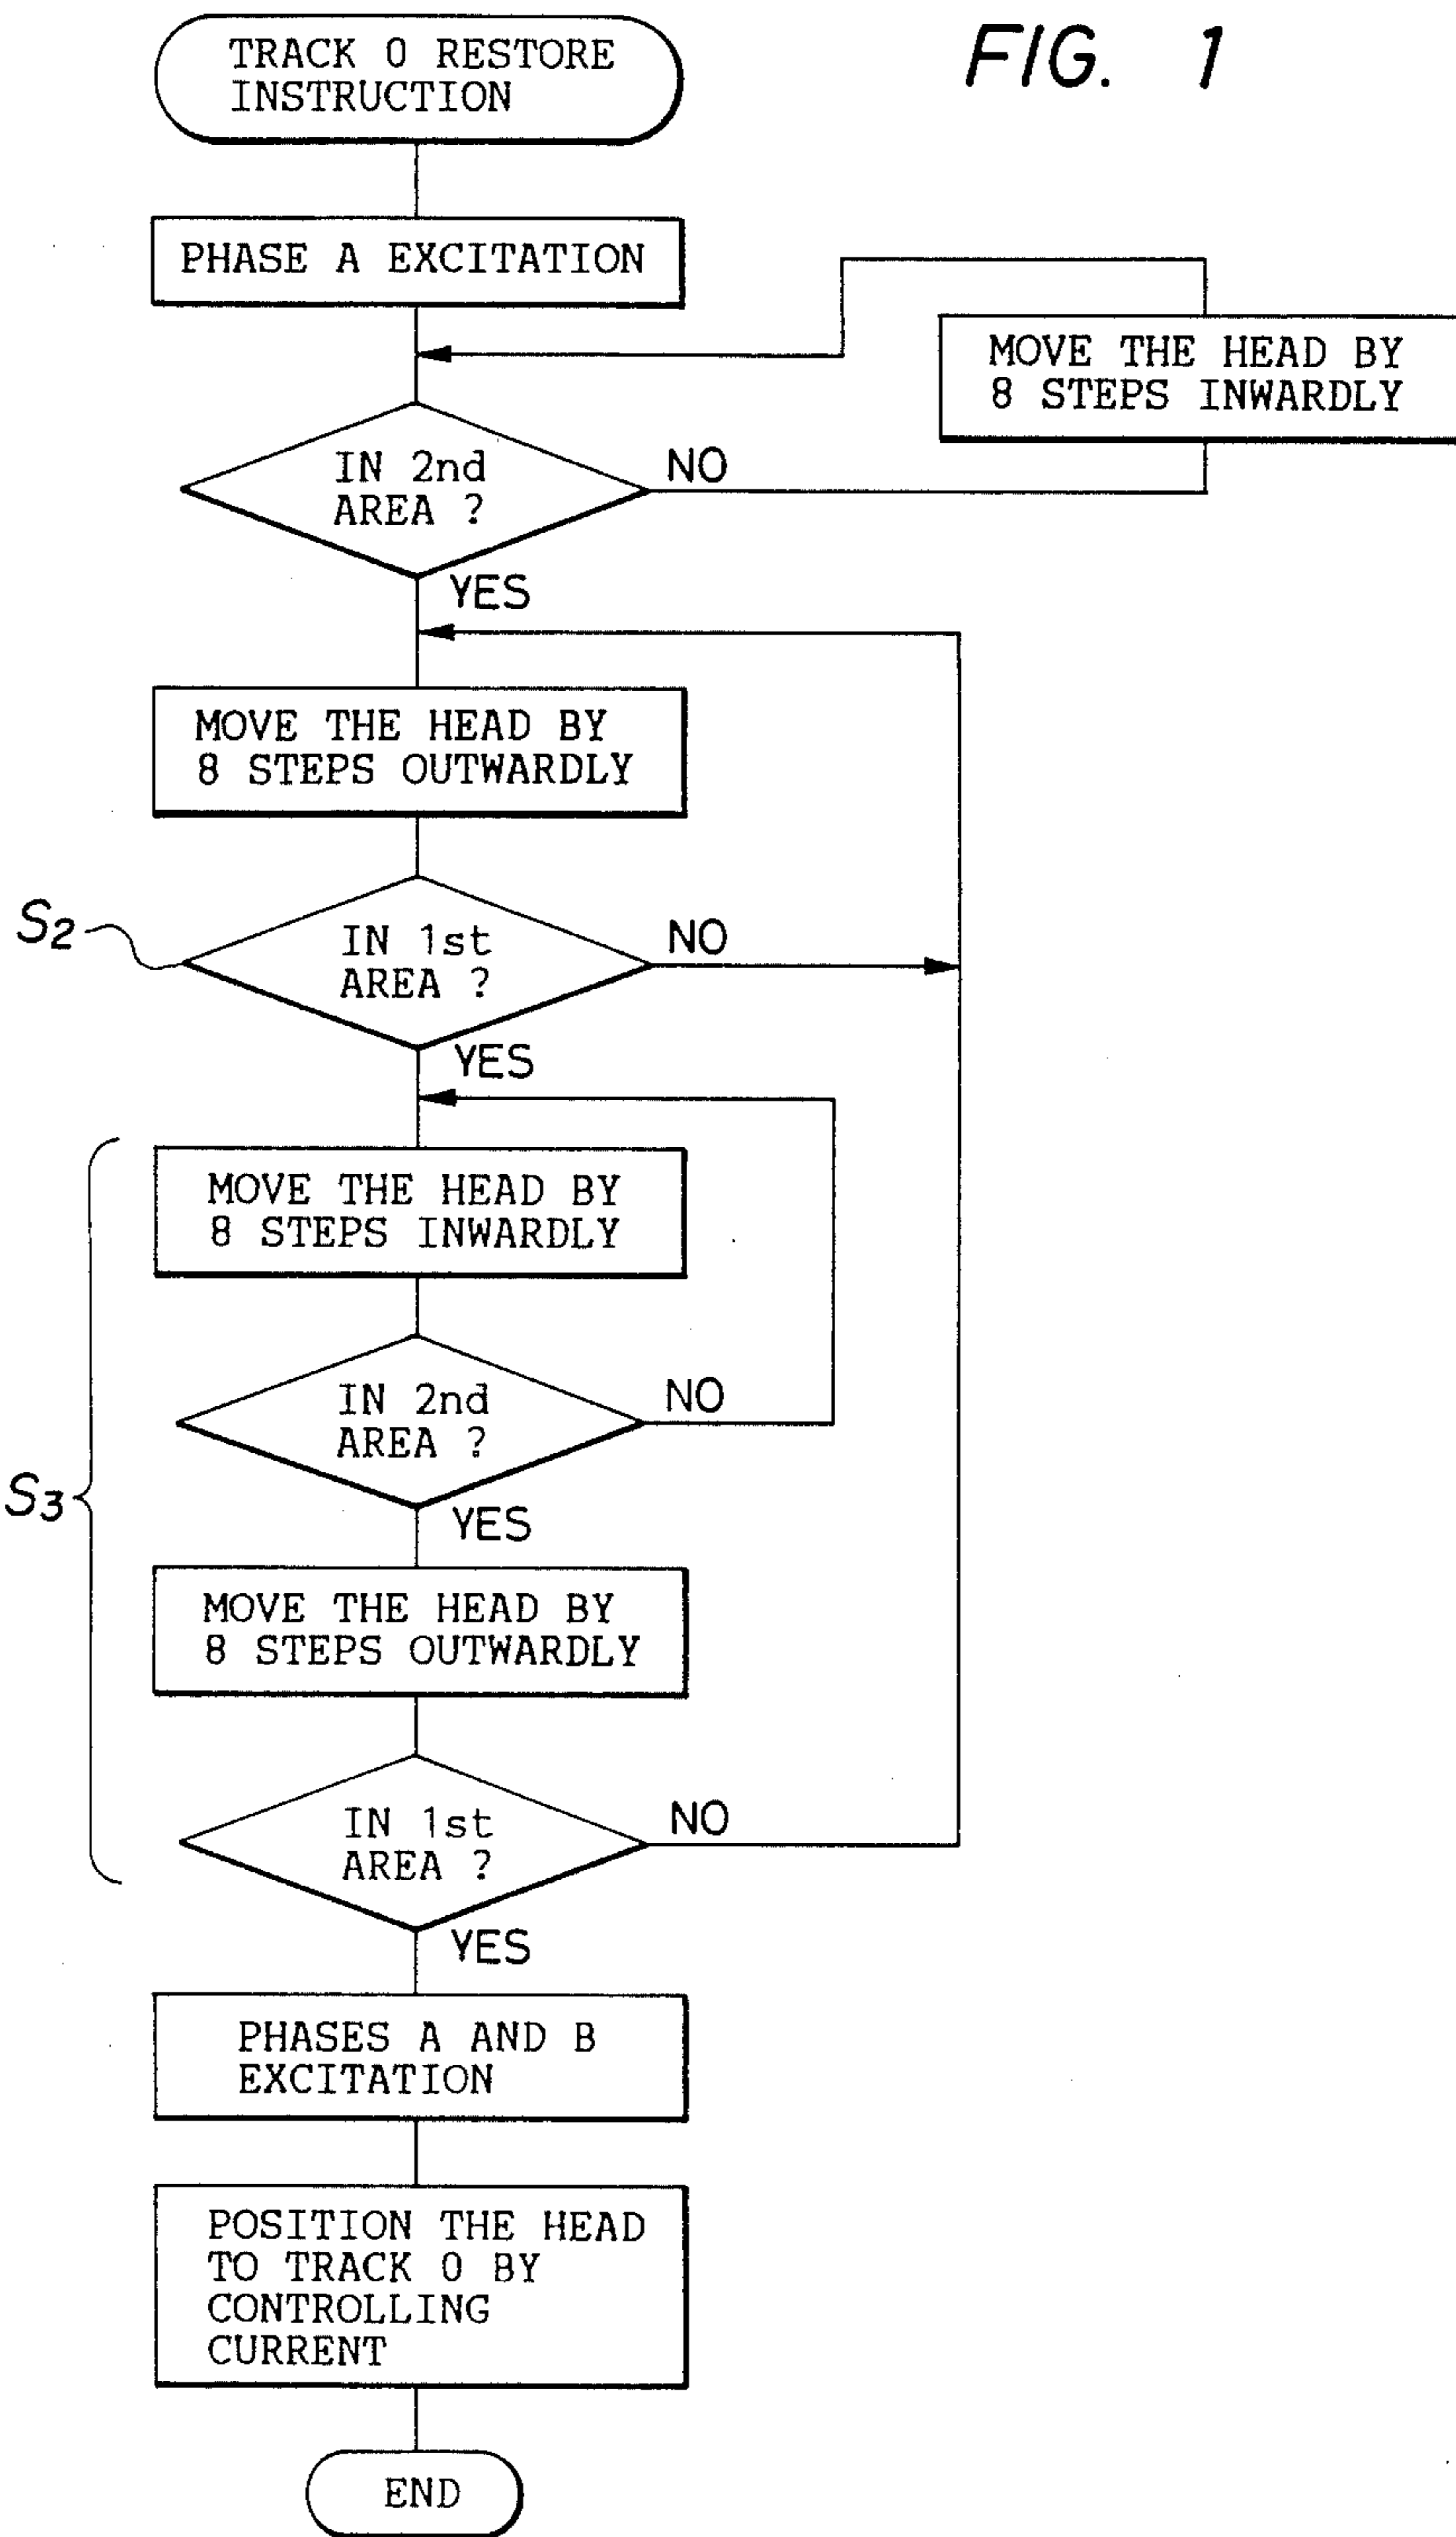 FIG. 1
TRACK 0 RESTORE
INSTRUCTION
PHASE A EXCITATION
MOVE THE HEAD BY
8 STEPS INWARDLY
IN 2nd
AREA ?
NO
YES
MOVE THE HEAD BY
8 STEPS OUTWARDLY
S2
IN 1st
AREA ?
NO
YES
MOVE THE HEAD BY
8 STEPS INWARDLY
IN 2nd
AREA ?
NO
S3
YES
MOVE THE HEAD BY
8 STEPS OUTWARDLY
IN 1st
AREA ?
NO
YES
PHASES A AND B
EXCITATION
POSITION THE HEAD
TO TRACK 0 BY
CONTROLLING
CURRENT
END